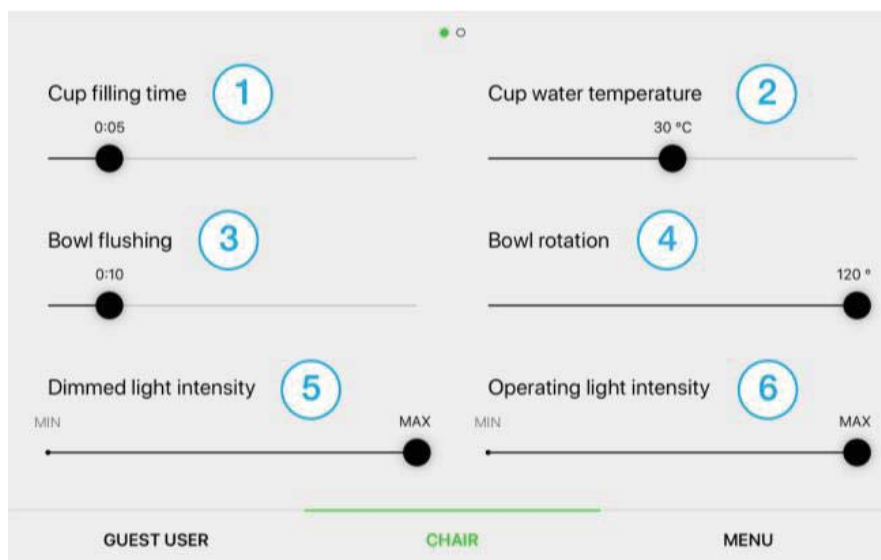 Cup filling time 1
0:05
Cup water temperature 2
30 °C
Bowl flushing 3
0:10
Bowl rotation 4
120 °
Dimmed light intensity 5
MIN MAX
Operating light intensity 6
MIN MAX
GUEST USER CHAIR MENU